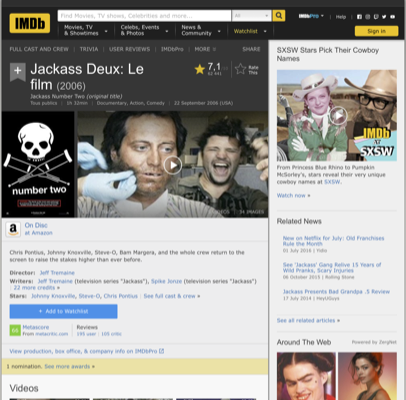 IMDb
Find Movies, TV shows, Celebrities and more...
All
IMDbPro
Help
Movies, TV & Showtimes
Celebs, Events & Photos
News & Community
Watchlist
Sign in
FULL CAST AND CREW | TRIVIA | USER REVIEWS | IMDbPro | MORE
SHARE
Jackass Deux: Le film (2006)
Jackass Number Two (original title)
Tous publics | 1h 32min | Documentary, Action, Comedy | 22 September 2006 (USA)
7,1
Rate This
number two
IMAGES
On Disc
at Amazon
Chris Pontius, Johnny Knoxville, Steve-O, Bam Margera, and the whole crew return to the screen to raise the stakes higher than ever before.
Director: Jeff Tremaine
Writers: Jeff Tremaine (television series "Jackass"), Spike Jonze (television series "Jackass")
22 more credits »
Stars: Johnny Knoxville, Steve-O, Chris Pontius | See full cast & crew »
+ Add to Watchlist
Metascore
From metacritic.com
Reviews
View production, box office, & company info on IMDbPro
1 nomination. See more awards »
Videos
SXSW Stars Pick Their Cowboy Names
IMDb at SXSW
From Princess Blue Rhino to Pumpkin McSorley's, stars reveal their very unique cowboy names at SXSW.
Watch now »
Related News
New on Netflix for July: Old Franchises Rule the Month
01 July 2016 | Yidio
See 'Jackass' Gang Relive 15 Years of Wild Pranks, Scary Injuries
06 October 2015 | Rolling Stone
Jackass Presents Bad Grandpa .5 Review
17 July 2014 | HeyUGuys
See all related articles »
Around The Web
Powered by ZergNet